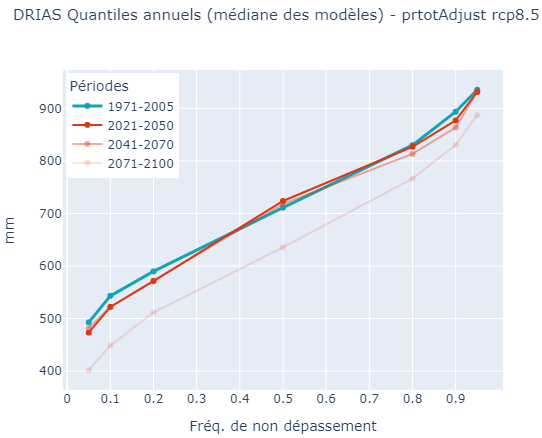 DRIAS Quantiles annuels (médiane des modèles) - prtotAdjust rcp8.5
Périodes
1971-2005
2021-2050
2041-2070
2071-2100
900
800
700
600
500
400
mm
0 0.1 0.2 0.3 0.4 0.5 0.6 0.7 0.8 0.9
Fréq. de non dépassement